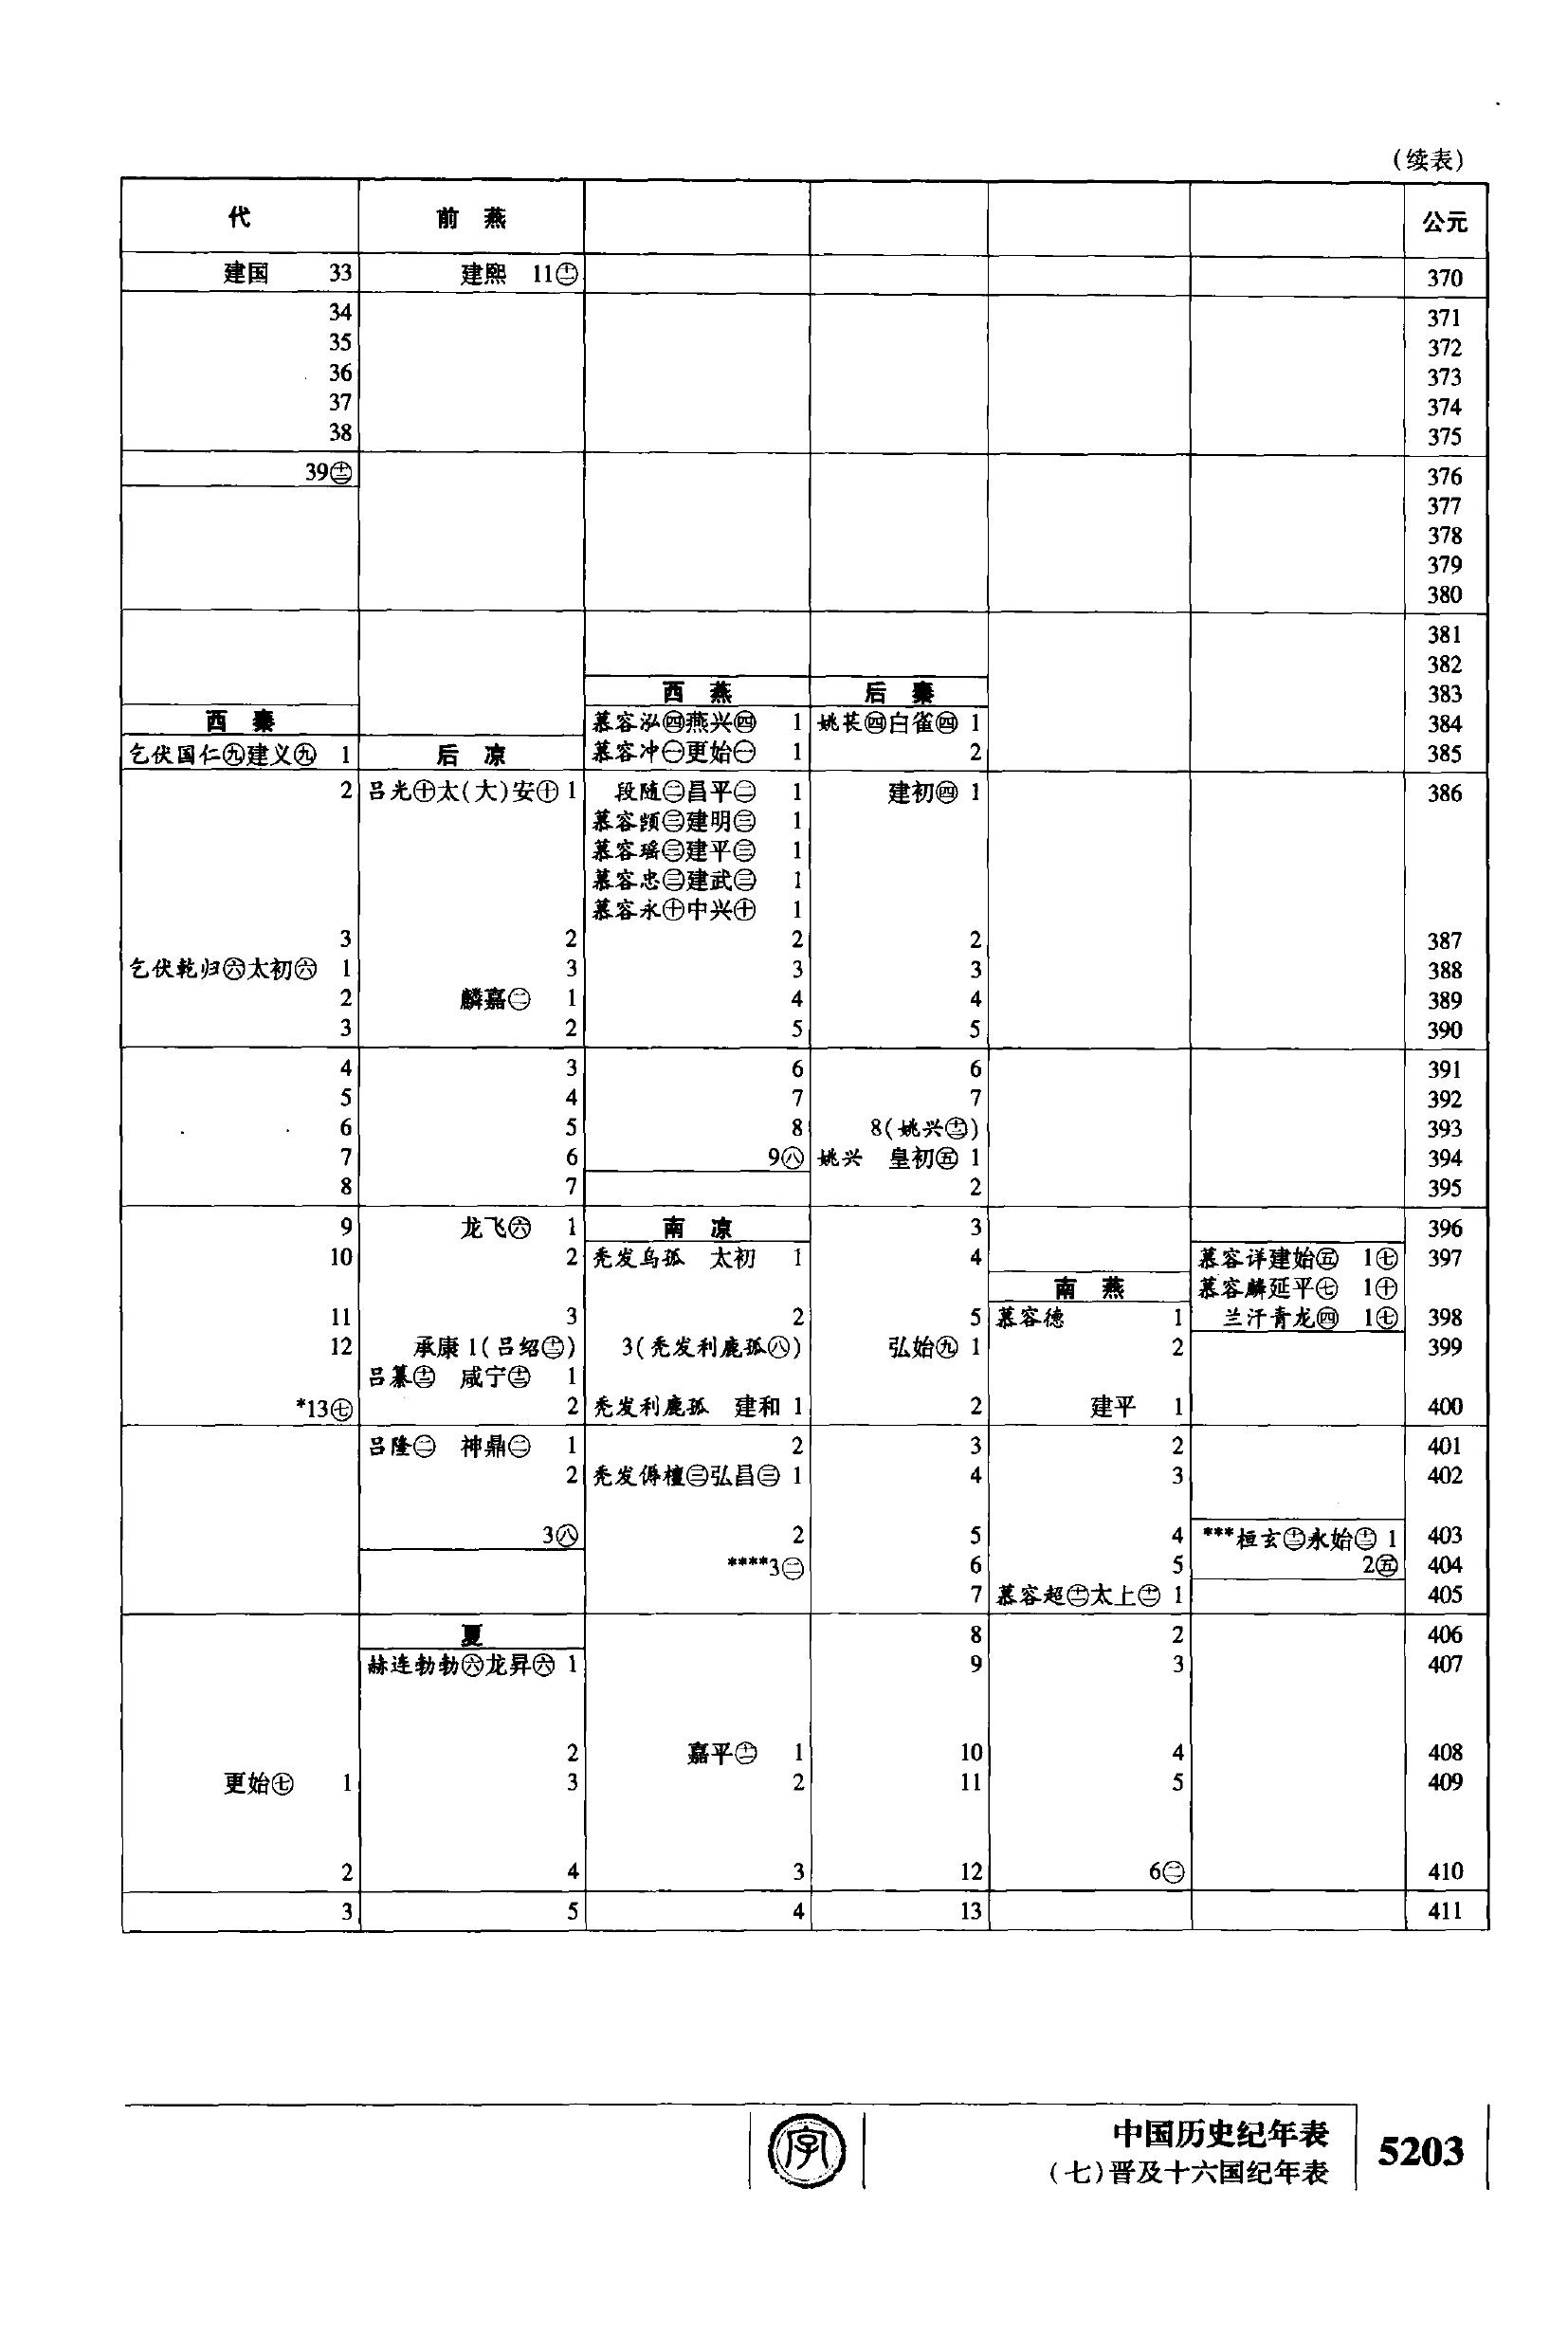 (续表)
代 前 燕 公元
建国 33 建熙 11㊉㊀ 370
34 371
35 372
36 373
37 374
38 375
39 376
377
378
379
380
381
382
西 燕 后 秦 383
西 秦 慕容泓㊃燕兴㊃ 1 姚苌㊃白雀㊃ 1 384
乞伏国仁㊈建义㊈ 1 后 凉 慕容冲㊀更始㊀ 1 2 385
2 吕光㊉太(大)安㊉ 1 段随㊁昌平㊁ 1 建初㊃ 1 386
慕容𫖮㊂建明㊂ 1
慕容瑶㊂建平㊂ 1
慕容忠㊂建武㊂ 1
慕容永㊉中兴㊉ 1
3 2 2 2 387
乞伏乾归㊅太初㊅ 1 3 3 3 388
2 麟嘉㊁ 1 4 4 389
3 2 5 5 390
4 3 6 6 391
5 4 7 7 392
6 5 8 8(姚兴) 393
7 6 9㊇ 姚兴 皇初㊄ 1 394
8 7 2 395
9 龙飞㊅ 1 南 凉 3 396
10 2 秃发乌孤 太初 1 4 慕容详建始㊄ 1㊆ 397
南 燕 慕容麟延平㊆ 1㊉
11 3 2 5 慕容德 1 兰汗青龙㊃ 1㊆ 398
12 承康 1(吕绍) 3(秃发利鹿孤㊇) 弘始㊈ 1 2 399
吕纂 咸宁 1
*13㊆ 2 秃发利鹿孤 建和 1 2 建平 1 400
吕隆㊁ 神鼎㊁ 1 2 3 2 401
2 秃发傉檀㊂弘昌㊂ 1 4 3 402
3㊇ 2 5 4 ***桓玄永始 1 403
****3㊁ 6 5 2㊄ 404
7 慕容超太上 1 405
夏 8 2 406
赫连勃勃㊅龙昇㊅ 1 9 3 407
2 嘉平 1 10 4 408
更始㊆ 1 3 2 11 5 409
2 4 3 12 6㊁ 410
3 5 4 13 411
字
中国历史纪年表
(七)晋及十六国纪年表
5203